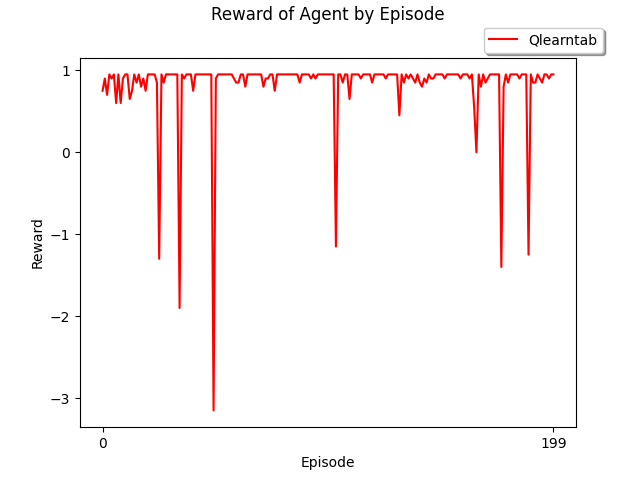 Reward of Agent by Episode
Qlearntab
1
0
−1
−2
−3
Reward
0
199
Episode